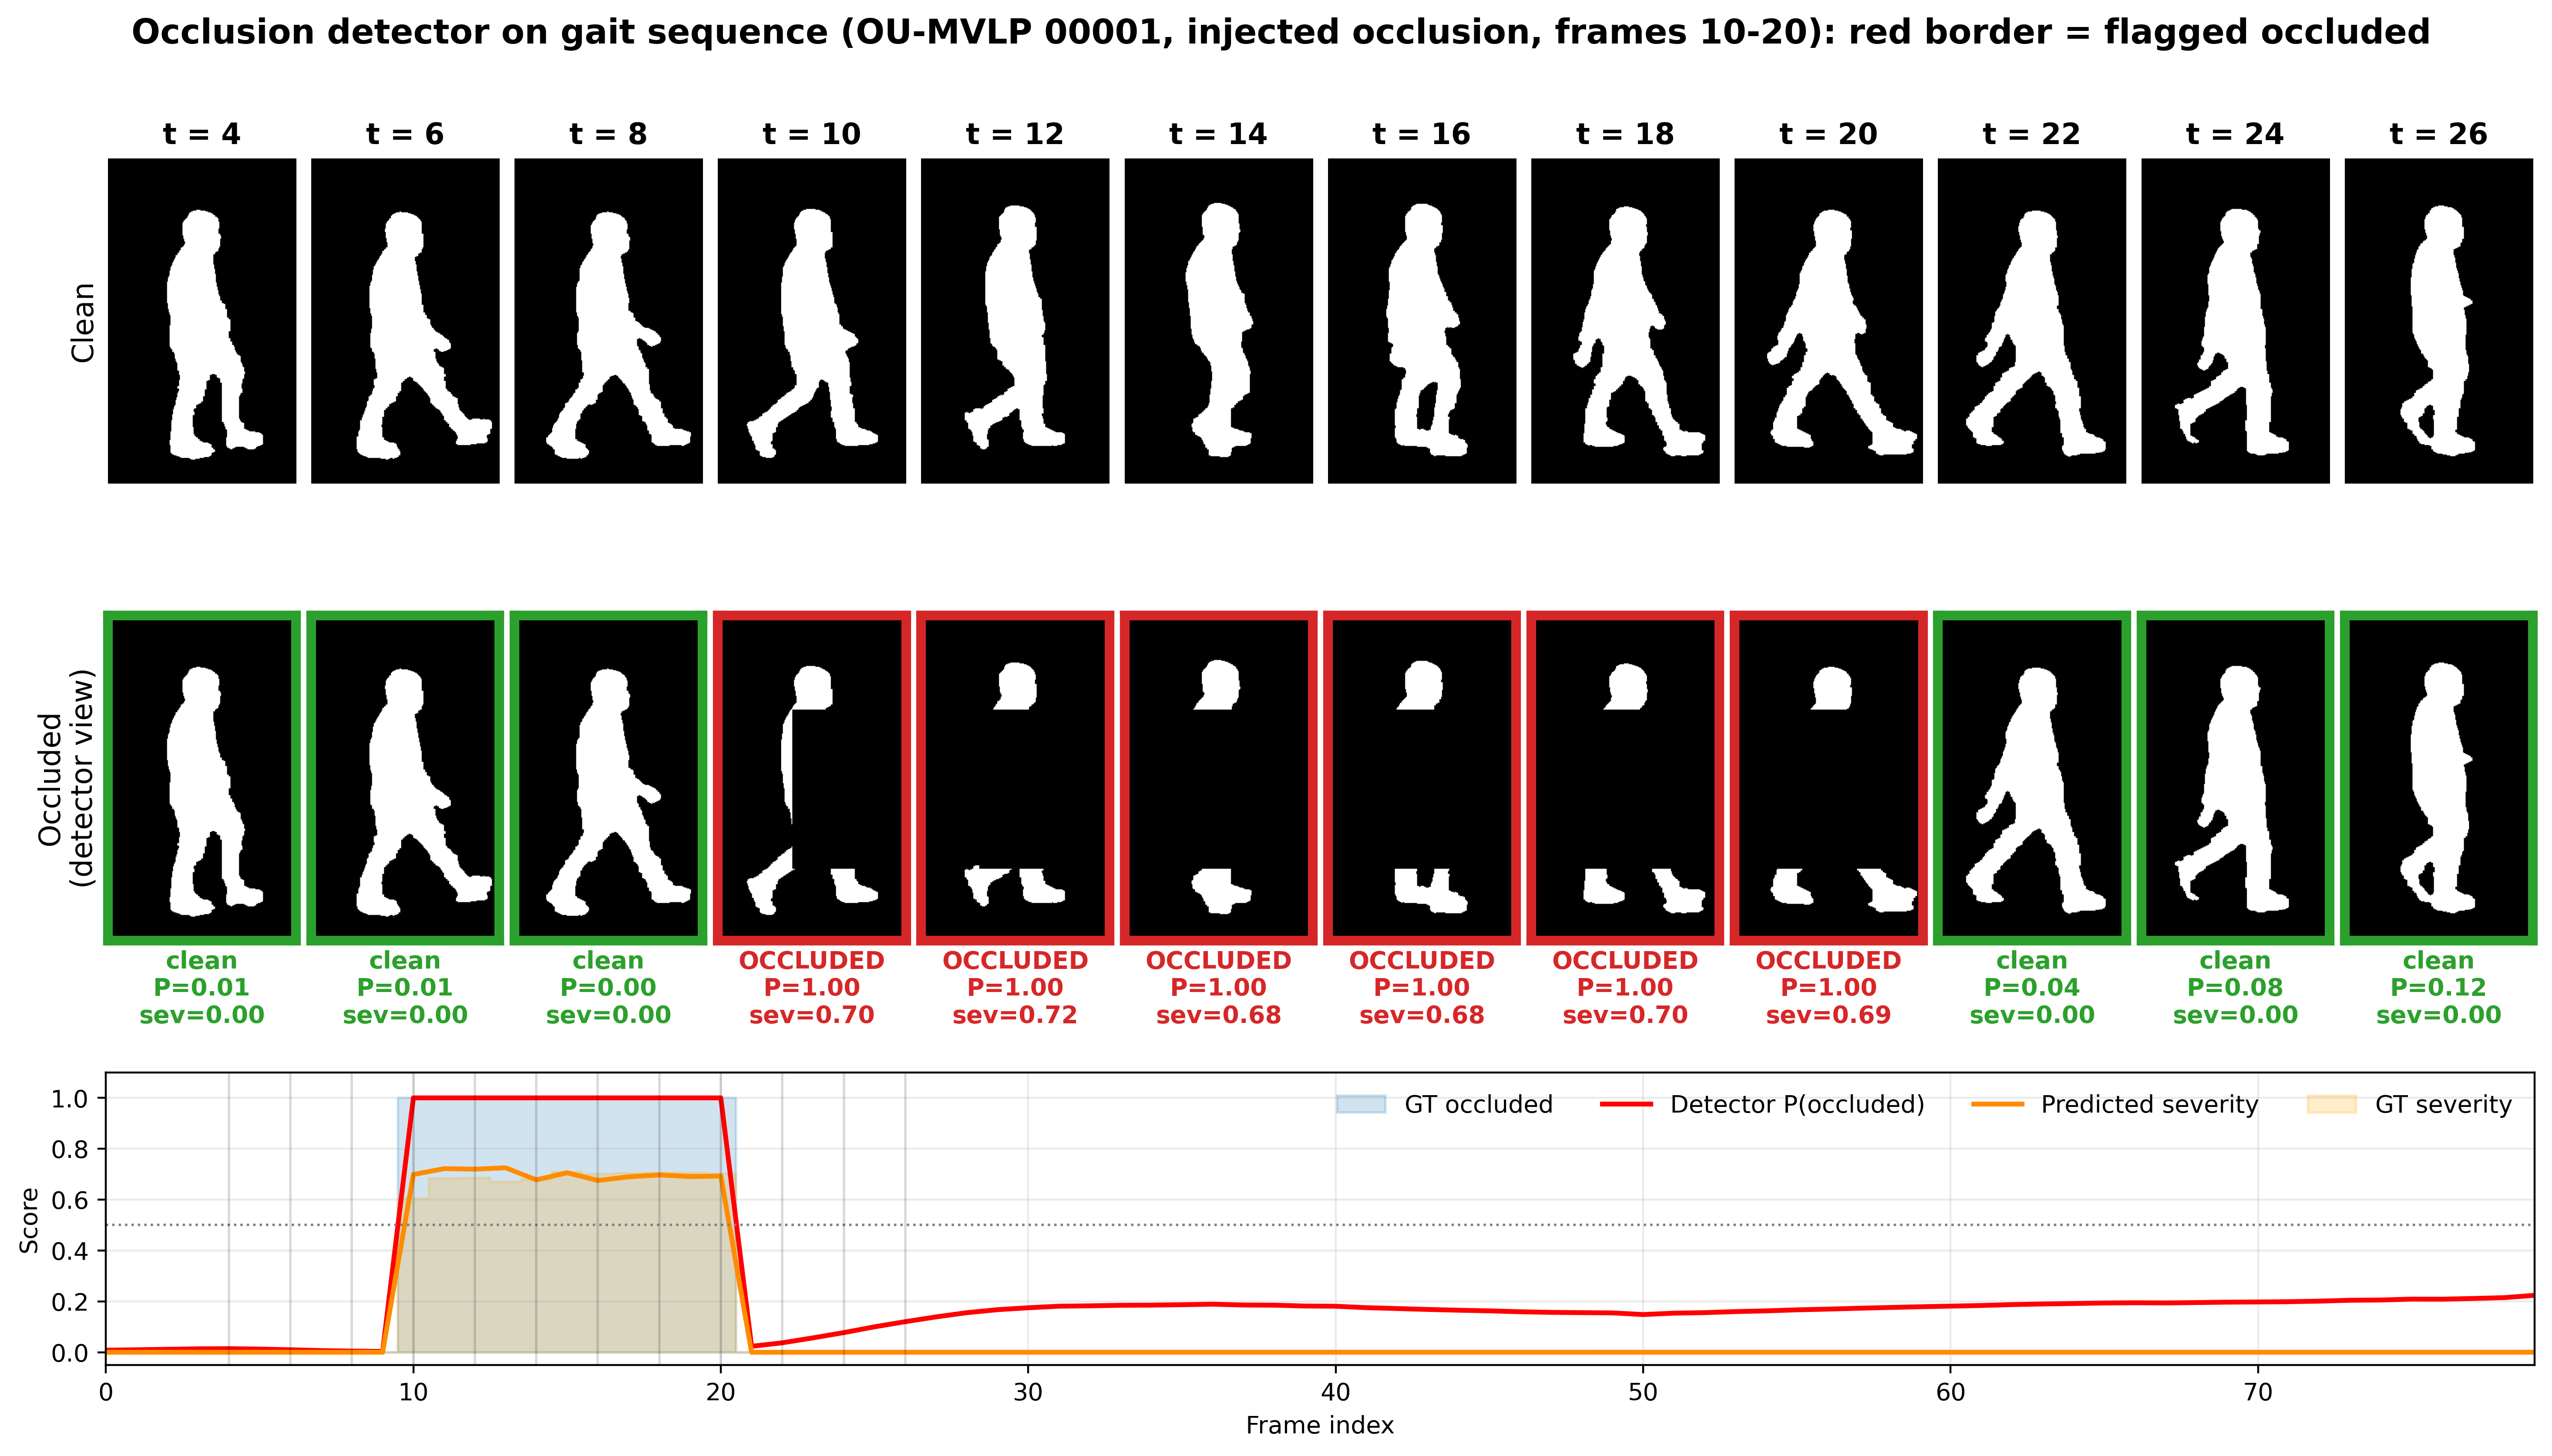 Occlusion detector on gait sequence (OU-MVLP 00001, injected occlusion, frames 10-20): red border = flagged occluded
t = 4 t = 6 t = 8 t = 10 t = 12 t = 14 t = 16 t = 18 t = 20 t = 22 t = 24 t = 26
Clean
Occluded
(detector view)
clean clean clean OCCLUDED OCCLUDED OCCLUDED OCCLUDED OCCLUDED OCCLUDED clean clean clean
P=0.01 P=0.01 P=0.00 P=1.00 P=1.00 P=1.00 P=1.00 P=1.00 P=1.00 P=0.04 P=0.08 P=0.12
sev=0.00 sev=0.00 sev=0.00 sev=0.70 sev=0.72 sev=0.68 sev=0.68 sev=0.70 sev=0.69 sev=0.00 sev=0.00 sev=0.00
GT occluded Detector P(occluded) Predicted severity GT severity
Score
1.0
0.8
0.6
0.4
0.2
0.0
0 10 20 30 40 50 60 70
Frame index